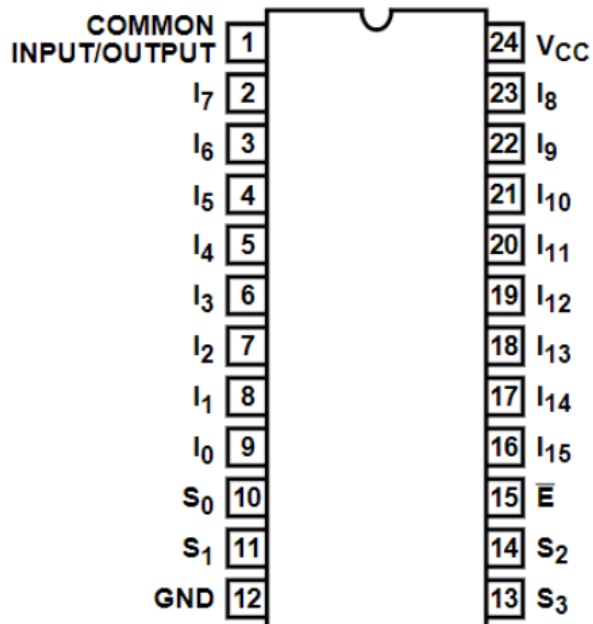 COMMON
INPUT/OUTPUT 1 24 VCC
I7 2 23 I8
I6 3 22 I9
I5 4 21 I10
I4 5 20 I11
I3 6 19 I12
I2 7 18 I13
I1 8 17 I14
I0 9 16 I15
S0 10 15 E̅
S1 11 14 S2
GND 12 13 S3